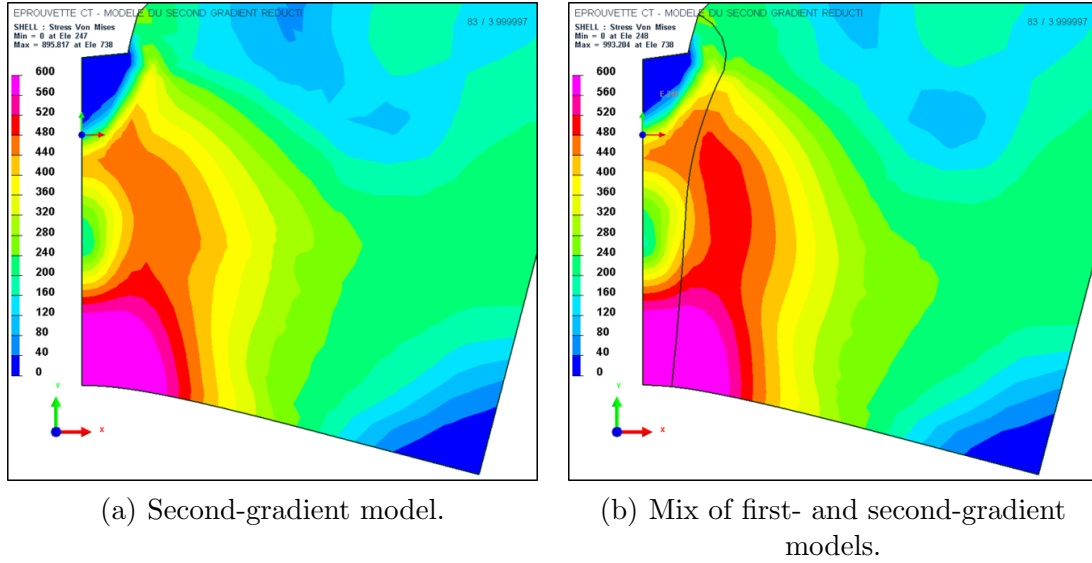 EPROUVETTE CT - MODELE DU SECOND GRADIENT REDUCTI
83 / 3.999997
SHELL : Stress Von Mises
Min = 0 at Ele 247
Max = 895.817 at Ele 738
600
560
520
480
440
400
360
320
280
240
200
160
120
80
40
0
Y
X
(a) Second-gradient model.
EPROUVETTE CT - MODELE DU SECOND GRADIENT REDUCTI
83 / 3.999997
SHELL : Stress Von Mises
Min = 0 at Ele 248
Max = 993.204 at Ele 738
600
560
520
480
440
400
360
320
280
240
200
160
120
80
40
0
Y
X
(b) Mix of first- and second-gradient
models.